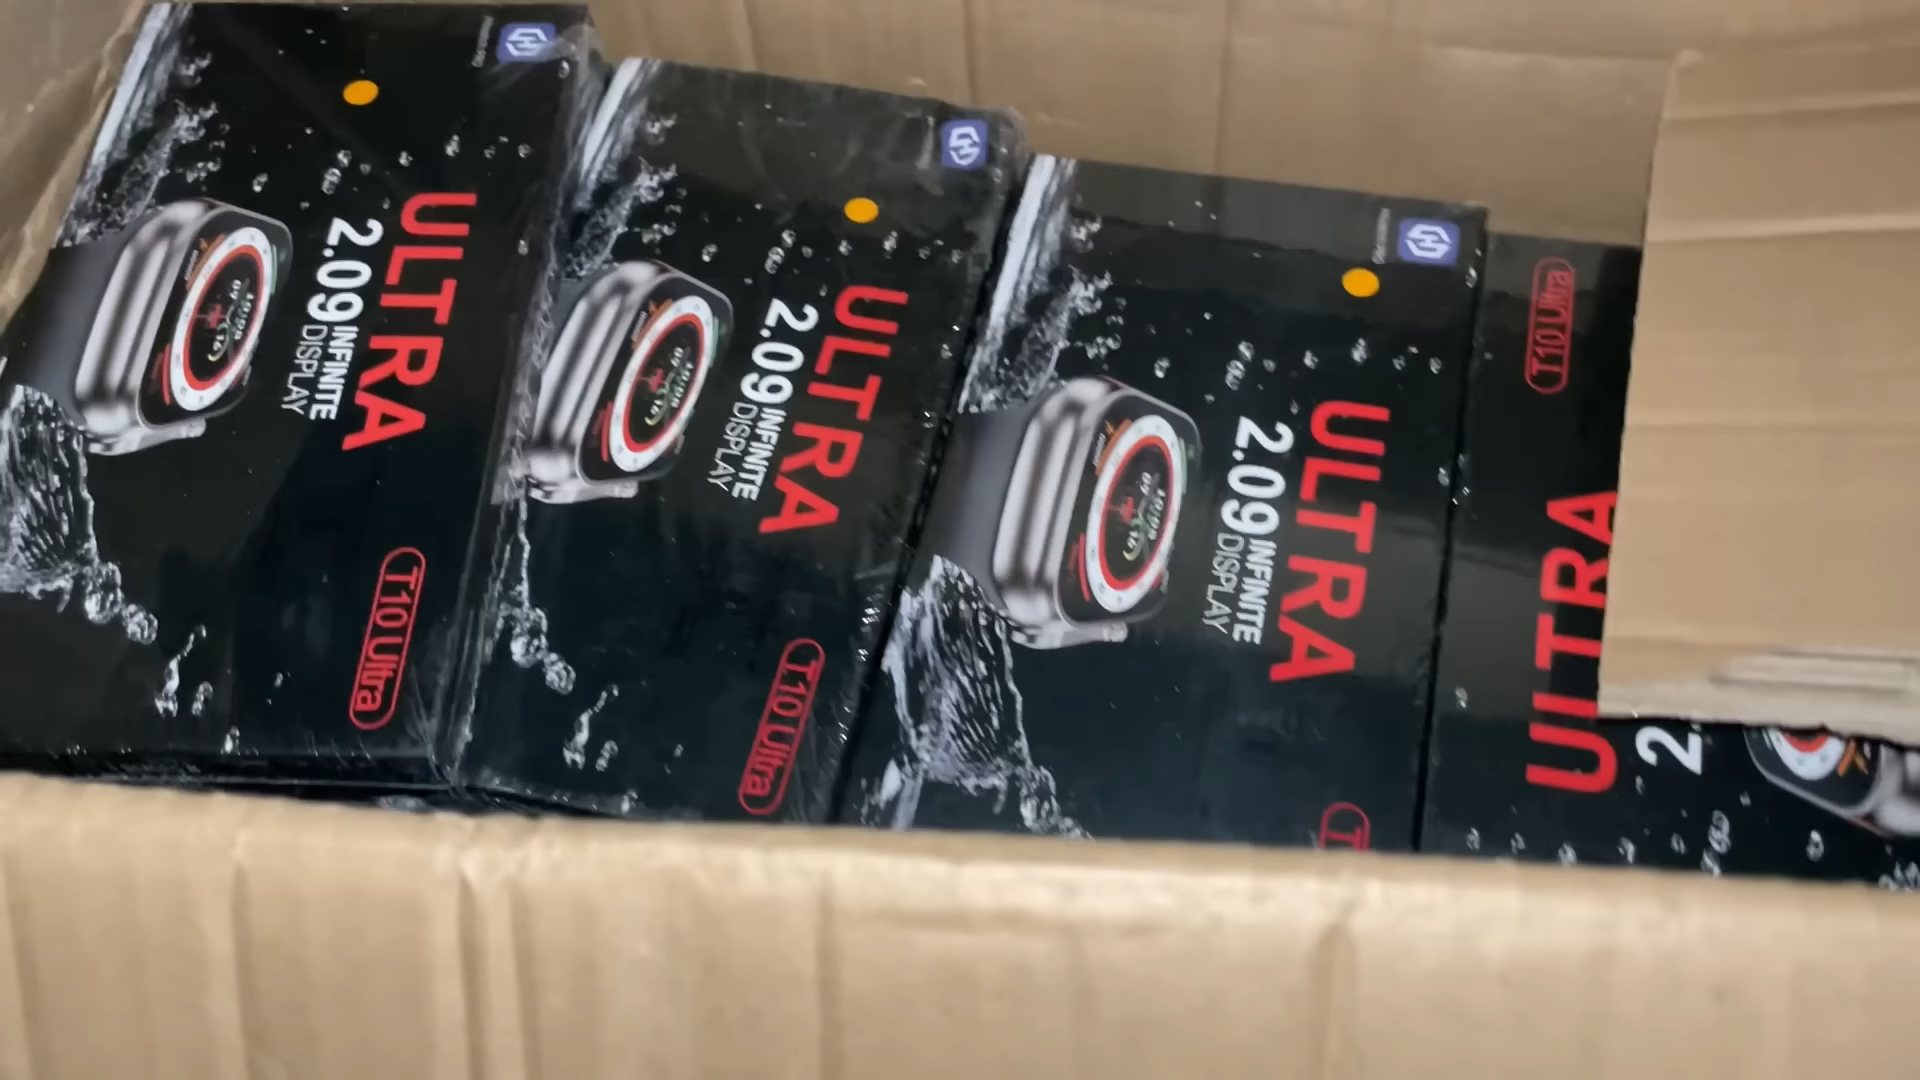 ULTRA
2.09 INFINITE
DISPLAY
T10 Ultra
ULTRA
2.09 INFINITE
DISPLAY
T10 Ultra
ULTRA
2.09 INFINITE
DISPLAY
T
T10 Ultra
ULTRA
2.